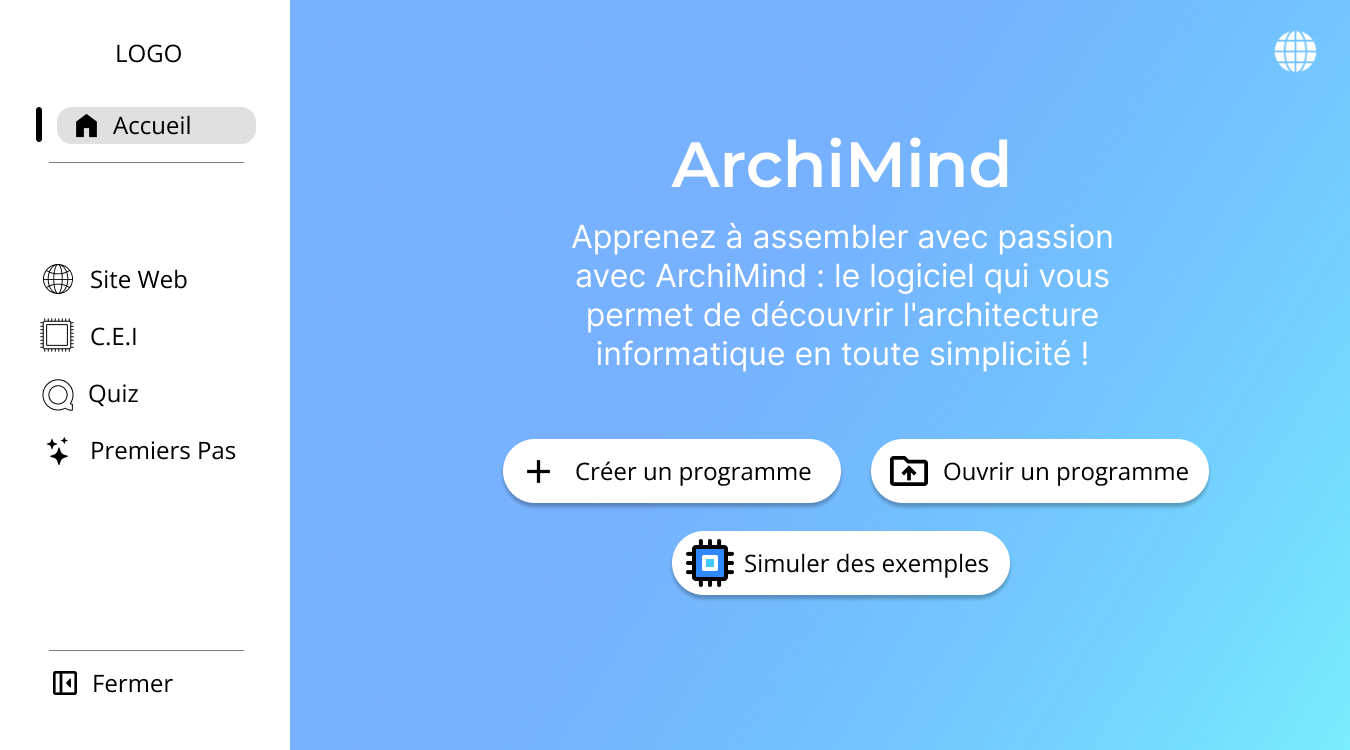 LOGO
Accueil
Site Web
C.E.I
Quiz
Premiers Pas
Fermer
ArchiMind
Apprenez à assembler avec passion
avec ArchiMind : le logiciel qui vous
permet de découvrir l'architecture
informatique en toute simplicité !
Créer un programme
Ouvrir un programme
Simuler des exemples